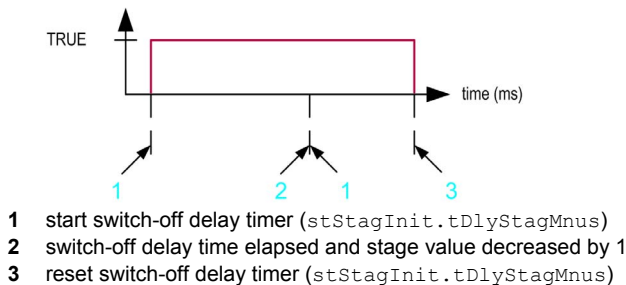 TRUE
time (ms)
1 2 1 3
1 start switch-off delay timer (stStagInit.tDlyStagMnus)
2 switch-off delay time elapsed and stage value decreased by 1
3 reset switch-off delay timer (stStagInit.tDlyStagMnus)